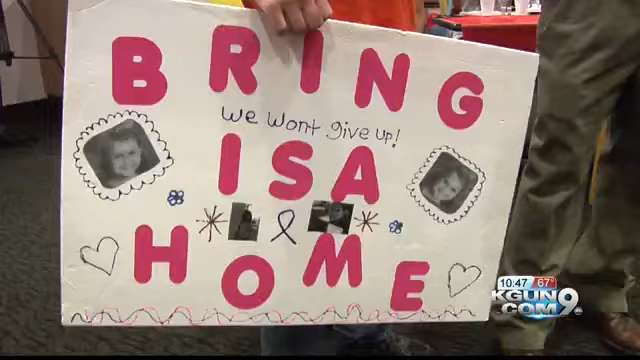 BRING
We Wont give up!
ISA
HOME
10:47 67°
KGUN9
.COM